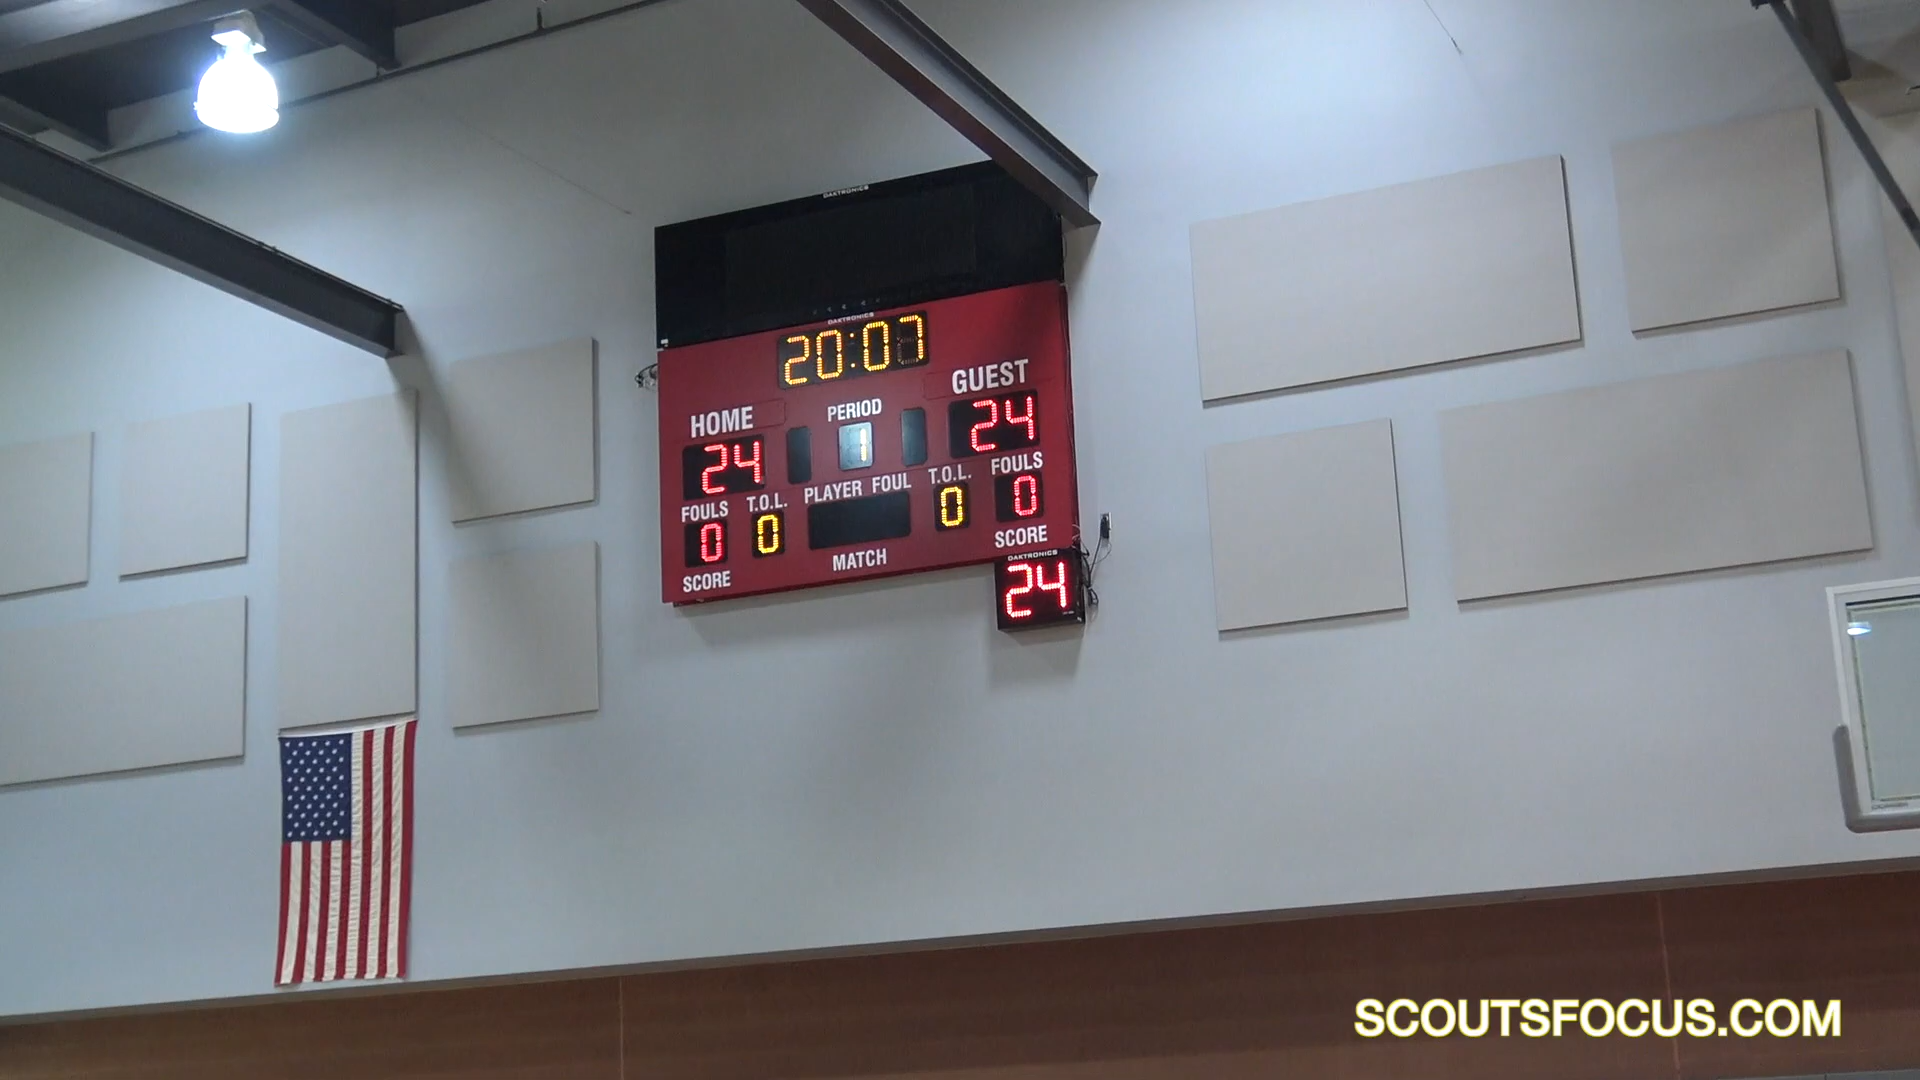 DAKTRONICS
DAKTRONICS
20:07
HOME PERIOD GUEST
24 1 24
FOULS T.O.L. PLAYER FOUL T.O.L. FOULS
0 0 0 0
SCORE MATCH SCORE
DAKTRONICS
24
SCOUTSFOCUS.COM